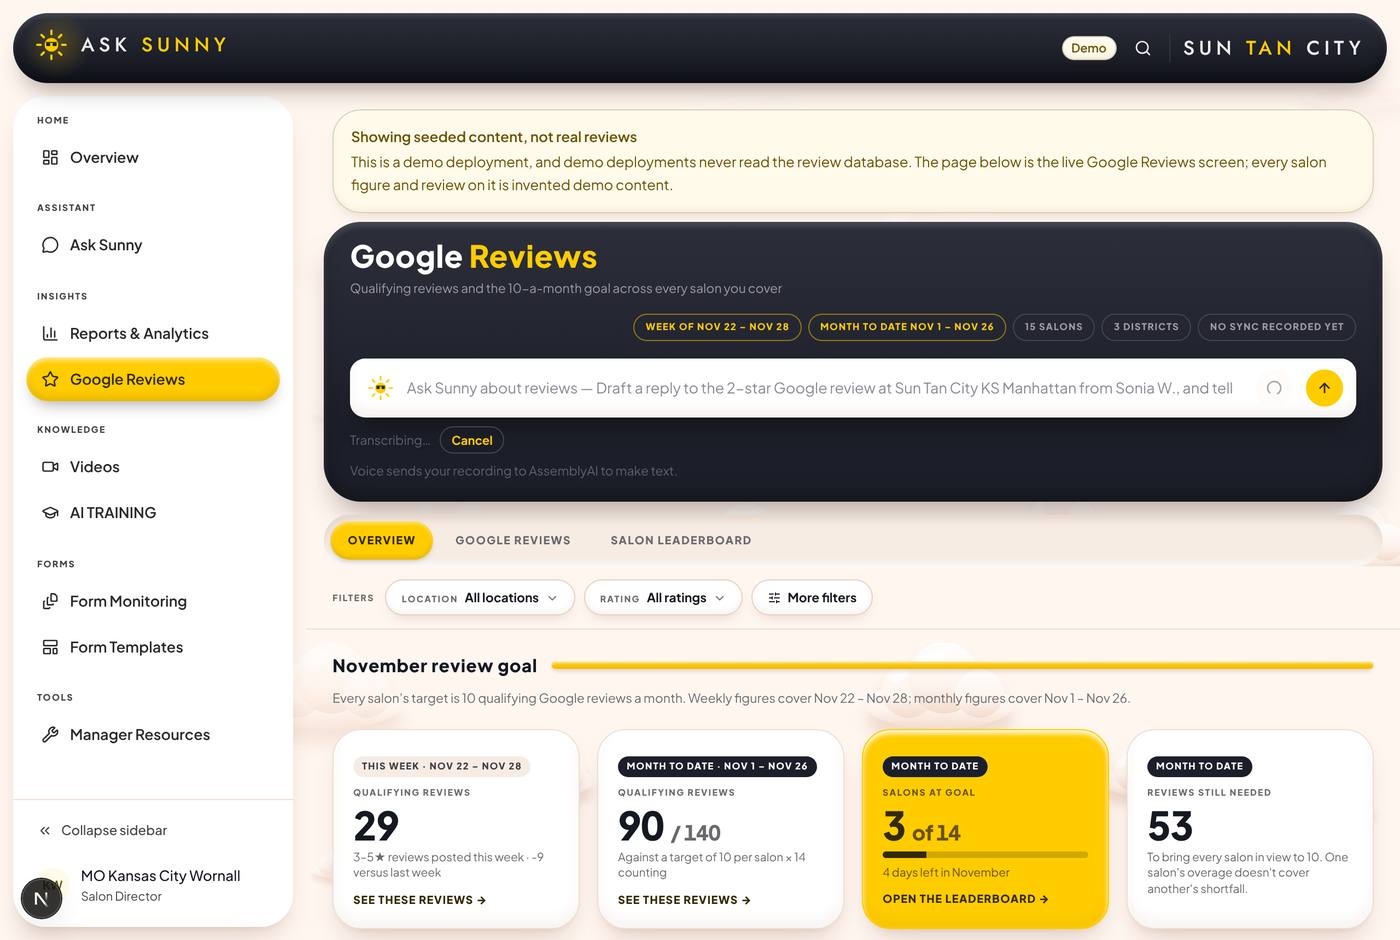 ASK SUNNY
Demo
SUN TAN CITY
HOME
Overview
ASSISTANT
Ask Sunny
INSIGHTS
Reports & Analytics
Google Reviews
KNOWLEDGE
Videos
AI TRAINING
FORMS
Form Monitoring
Form Templates
TOOLS
Manager Resources
Collapse sidebar
KW
N
MO Kansas City Wornall
Salon Director
Showing seeded content, not real reviews
This is a demo deployment, and demo deployments never read the review database. The page below is the live Google Reviews screen; every salon
figure and review on it is invented demo content.
Google Reviews
Qualifying reviews and the 10-a-month goal across every salon you cover
WEEK OF NOV 22 – NOV 28
MONTH TO DATE NOV 1 – NOV 26
15 SALONS
3 DISTRICTS
NO SYNC RECORDED YET
Ask Sunny about reviews — Draft a reply to the 2-star Google review at Sun Tan City KS Manhattan from Sonia W., and tell
Transcribing...
Cancel
Voice sends your recording to AssemblyAI to make text.
OVERVIEW
GOOGLE REVIEWS
SALON LEADERBOARD
FILTERS
LOCATION All locations
RATING All ratings
More filters
November review goal
Every salon's target is 10 qualifying Google reviews a month. Weekly figures cover Nov 22 – Nov 28; monthly figures cover Nov 1 – Nov 26.
THIS WEEK · NOV 22 – NOV 28
QUALIFYING REVIEWS
29
3–5★ reviews posted this week · -9
versus last week
SEE THESE REVIEWS →
MONTH TO DATE · NOV 1 – NOV 26
QUALIFYING REVIEWS
90 / 140
Against a target of 10 per salon × 14
counting
SEE THESE REVIEWS →
MONTH TO DATE
SALONS AT GOAL
3 of 14
4 days left in November
OPEN THE LEADERBOARD →
MONTH TO DATE
REVIEWS STILL NEEDED
53
To bring every salon in view to 10. One
salon's overage doesn't cover
another's shortfall.